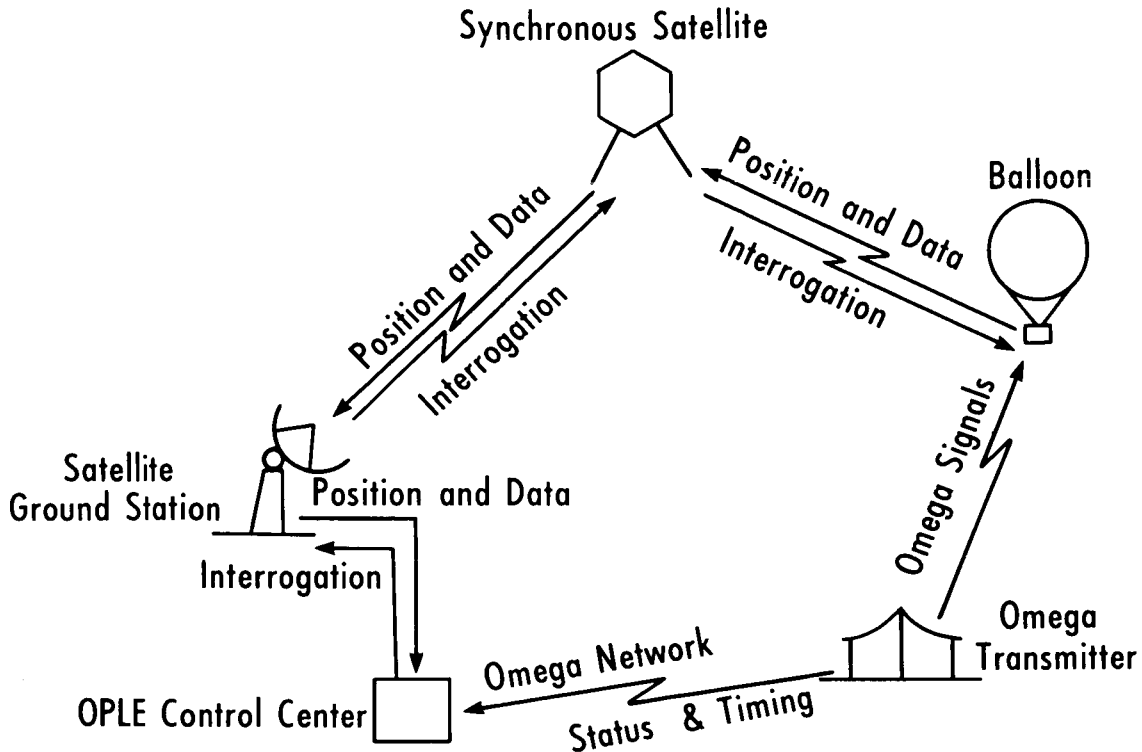 Synchronous Satellite
Position and Data
Interrogation
Balloon
Position and Data
Interrogation
Satellite
Ground Station
Position and Data
Interrogation
Omega Signals
Omega
Transmitter
Omega Network
Status & Timing
OPLE Control Center